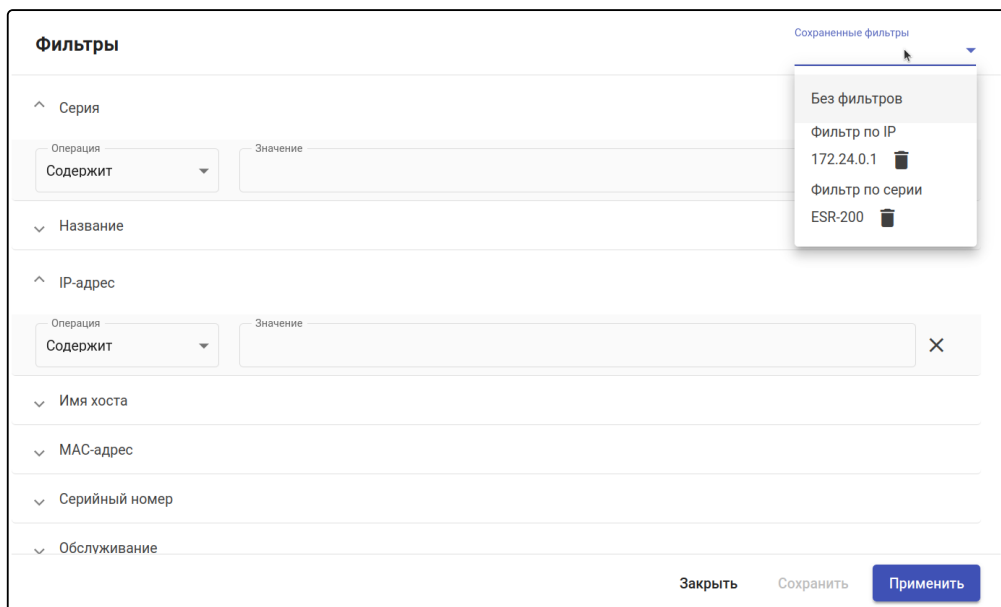 Фильтры
Сохраненные фильтры
Без фильтров
Фильтр по IP
172.24.0.1
Фильтр по серии
ESR-200
Серия
Операция
Содержит
Значение
Название
IP-адрес
Операция
Содержит
Значение
Имя хоста
MAC-адрес
Серийный номер
Обслуживание
Закрыть
Сохранить
Применить